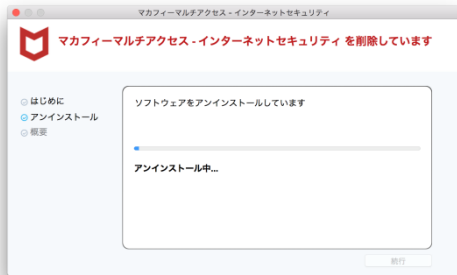 マカフィーマルチアクセス - インターネットセキュリティ
マカフィーマルチアクセス - インターネットセキュリティ を削除しています
はじめに
アンインストール
概要
ソフトウェアをアンインストールしています
アンインストール中...
続行